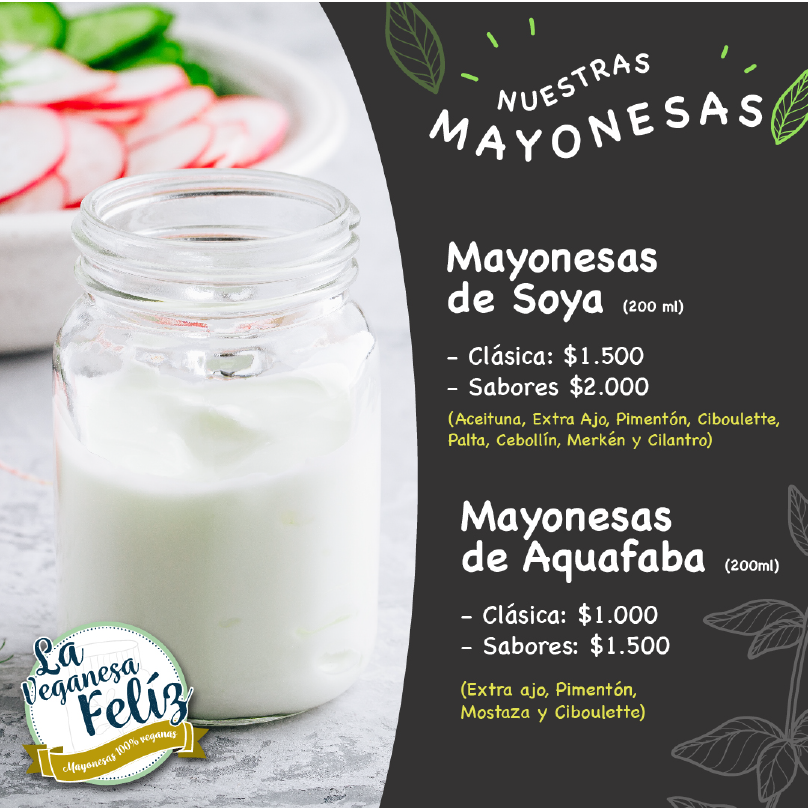 NUESTRAS
MAYONESAS
Mayonesas
de Soya (200 ml)
- Clásica: $1.500
- Sabores $2.000
(Aceituna, Extra Ajo, Pimentón, Ciboulette,
Palta, Cebollín, Merkén y Cilantro)
Mayonesas
de Aquafaba (200ml)
- Clásica: $1.000
- Sabores: $1.500
(Extra ajo, Pimentón,
Mostaza y Ciboulette)
La
Veganesa
Felíz
Mayonesas 100% veganas